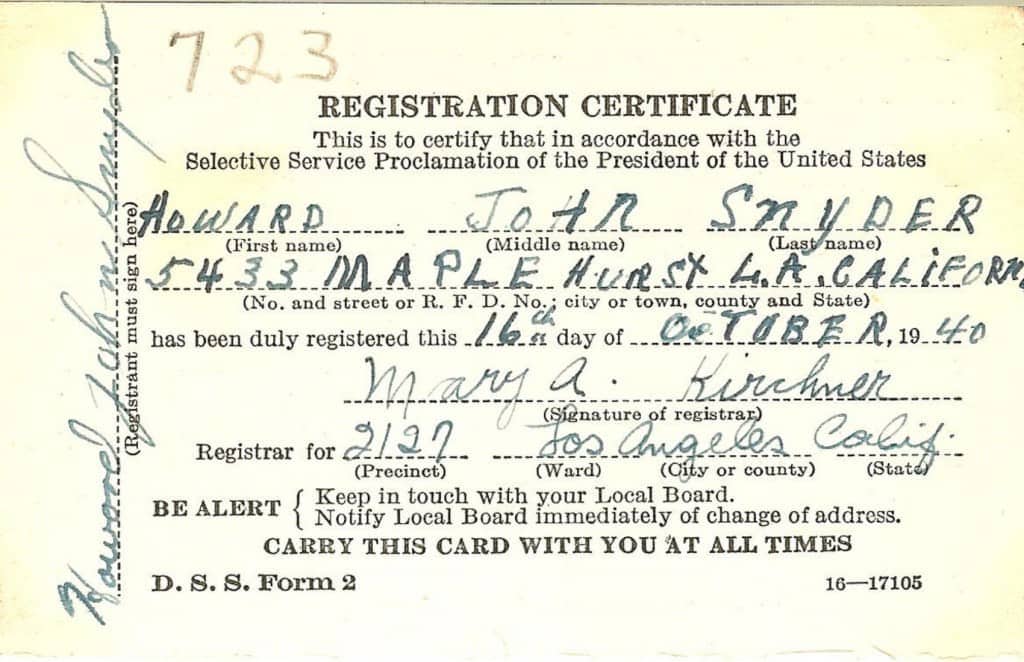 723
REGISTRATION CERTIFICATE
This is to certify that in accordance with the
Selective Service Proclamation of the President of the United States
HOWARD JOHN SNYDER
(First name) (Middle name) (Last name)
5433 MAPLE HURST L.A. CALIFORN
(No. and street or R. F. D. No.; city or town, county and State)
has been duly registered this 16th day of OCTOBER, 1940
Mary A. Kirchner
(Signature of registrar)
Registrar for 2127 Los Angeles Calif.
(Precinct) (Ward) (City or county) (State)
BE ALERT { Keep in touch with your Local Board.
Notify Local Board immediately of change of address.
CARRY THIS CARD WITH YOU AT ALL TIMES
D. S. S. Form 2 16—17105
Howard John Snyder
(Registrant must sign here)